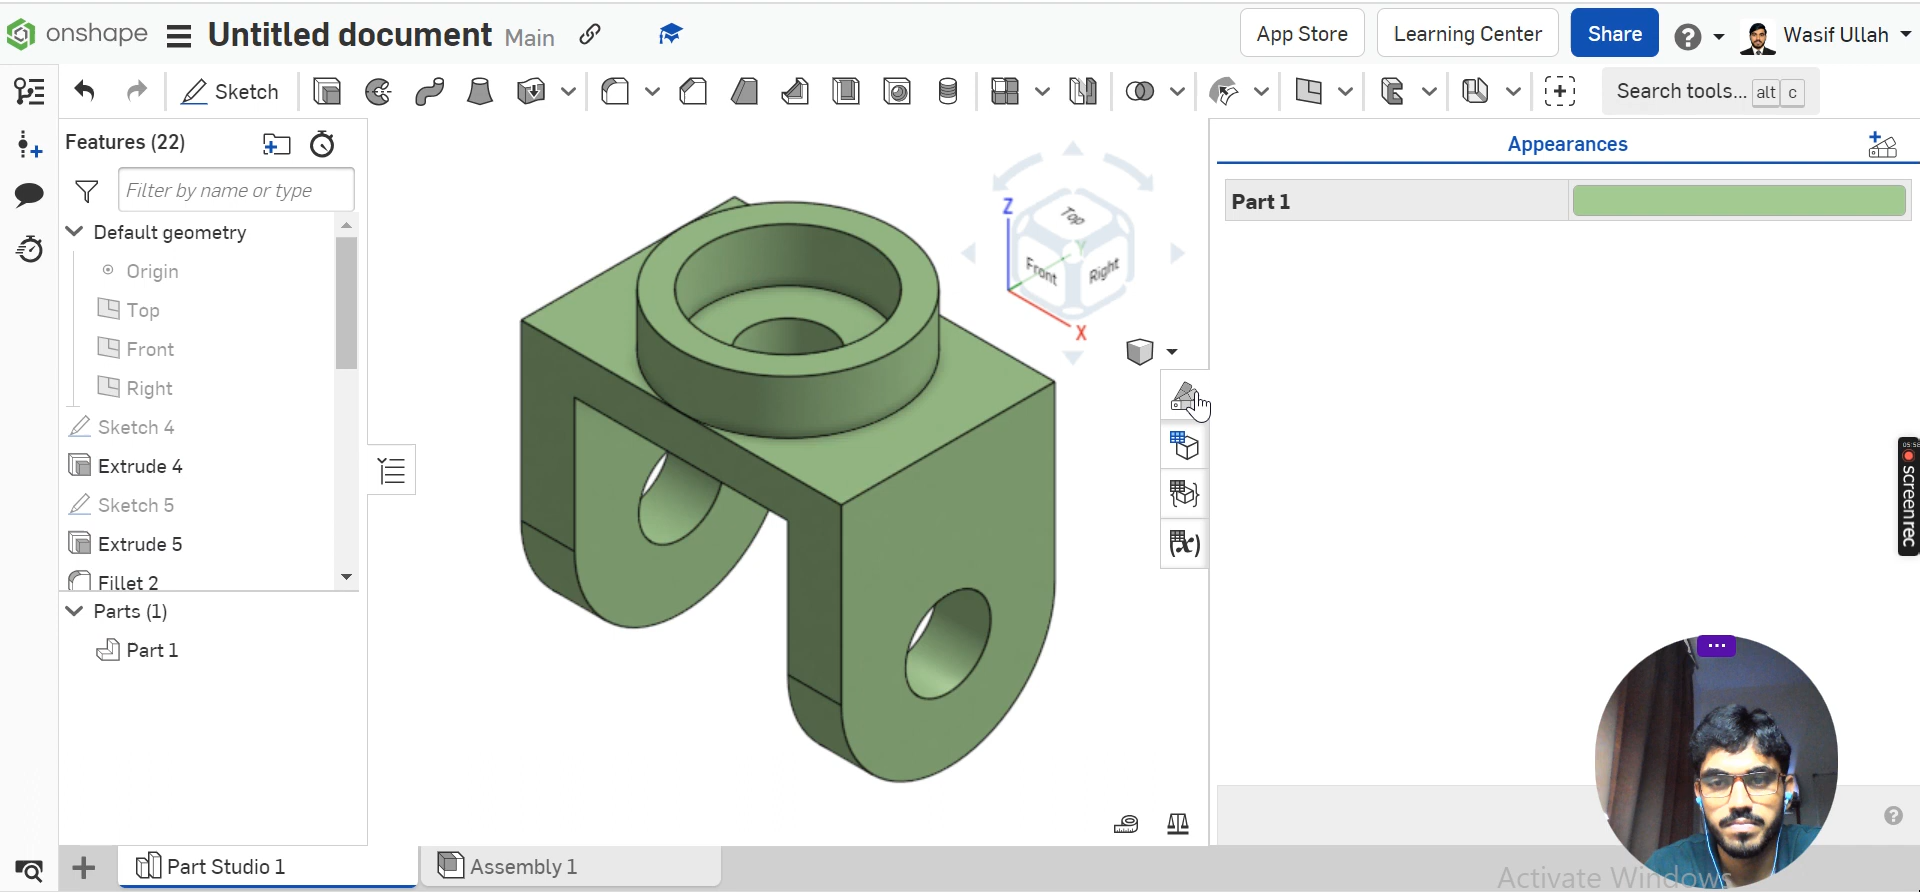 onshape
Untitled document Main
App Store
Learning Center
Share
Wasif Ullah
Sketch
Search tools... alt c
Features (22)
Filter by name or type
Default geometry
Origin
Top
Front
Right
Sketch 4
Extrude 4
Sketch 5
Extrude 5
Fillet 2
Parts (1)
Part 1
Z
Top
Y
Front
Right
X
(x)
Appearances
Part 1
screenrec
Part Studio 1
Assembly 1
Activate Windows